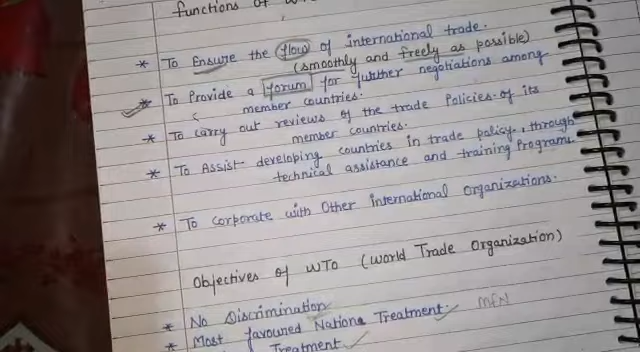 functions of
* To Ensure the flow of international trade.
(smoothly and freely as possible)
* To Provide a forum for further negotiations among
member countries.
* To carry out reviews of the trade Policies of its
member countries.
* To Assist developing countries in trade policy, through
technical assistance and training Programs
* To Corporate with Other international Organizations.
Objectives of WTO (World Trade Organization)
* No Discrimination
* Most favoured Nations Treatment. MFN
Treatment